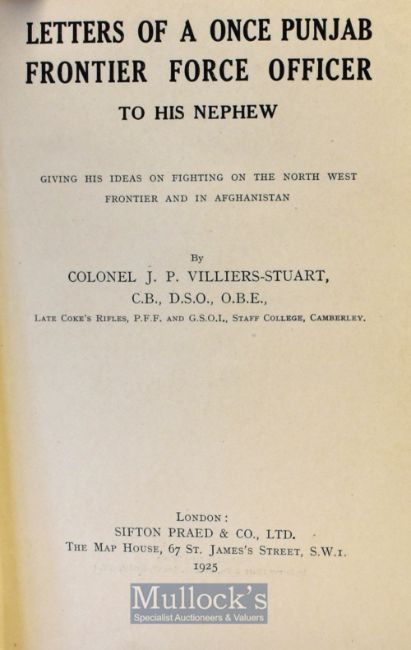 LETTERS OF A ONCE PUNJAB
FRONTIER FORCE OFFICER
TO HIS NEPHEW
GIVING HIS IDEAS ON FIGHTING ON THE NORTH WEST
FRONTIER AND IN AFGHANISTAN
By
COLONEL J. P. VILLIERS-STUART,
C.B., D.S.O., O.B.E.,
LATE COKE'S RIFLES, P.F.F. AND G.S.O.I., STAFF COLLEGE, CAMBERLEY.
LONDON:
SIFTON PRAED & CO., LTD.
THE MAP HOUSE, 67 ST. JAMES'S STREET, S.W.1.
1925
Mullock's
Specialist Auctioneers & Valuers